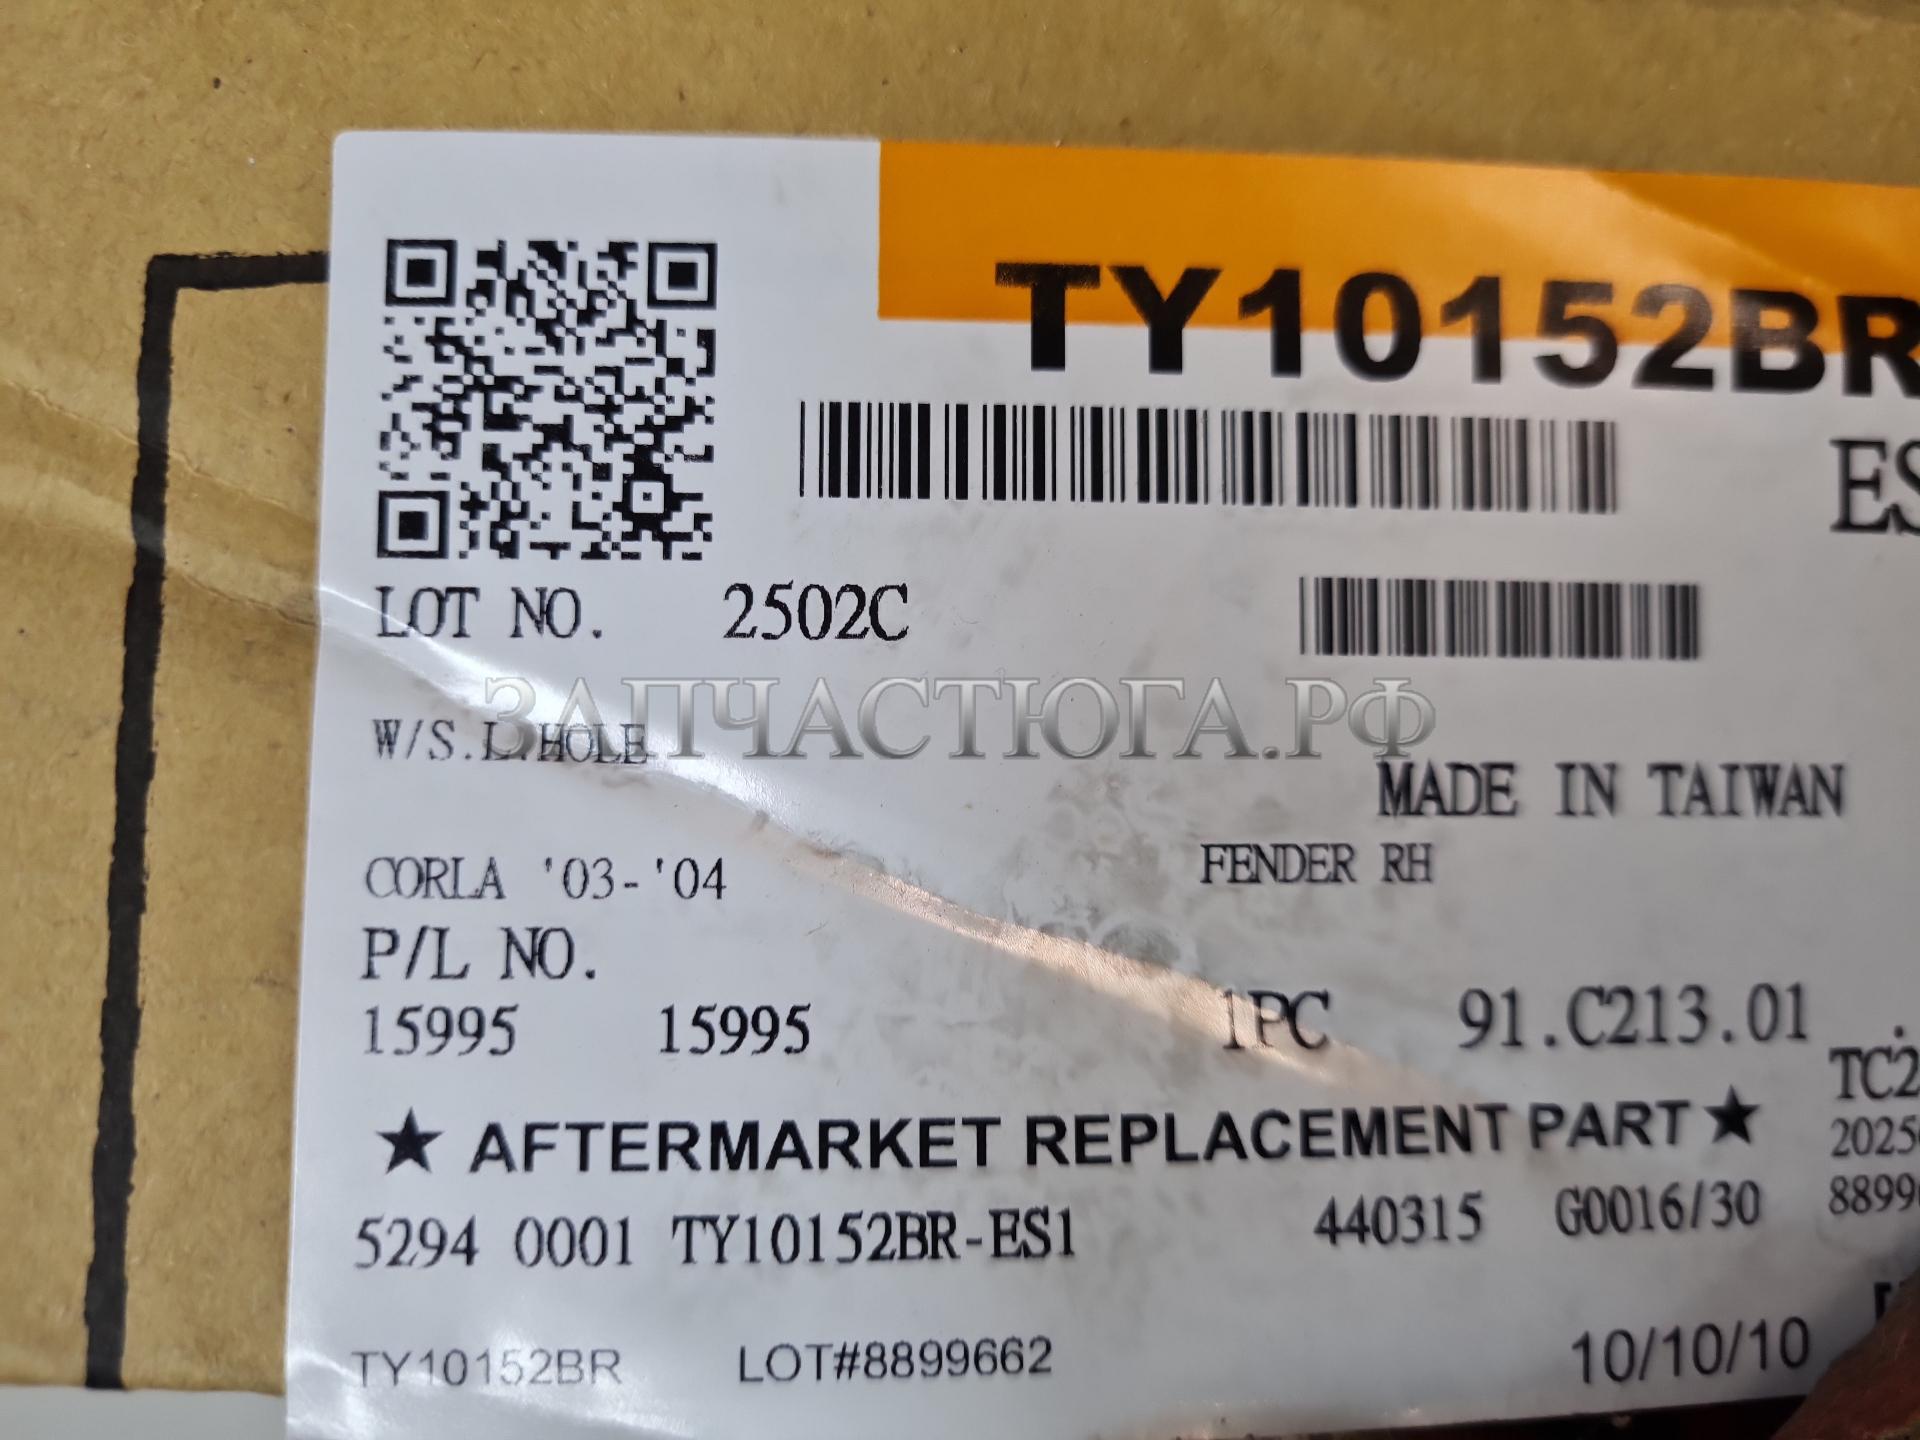 TY10152BR
ES
LOT NO. 2502C
ЗАПЧАСТЮГА.РФ
W/S.L.HOLE
MADE IN TAIWAN
CORLA '03-'04 FENDER RH
P/L NO.
15995 15995 1PC 91.C213.01
TC2
★ AFTERMARKET REPLACEMENT PART ★
2025
5294 0001 TY10152BR-ES1 440315 G0016/30
8899
TY10152BR LOT#8899662 10/10/10